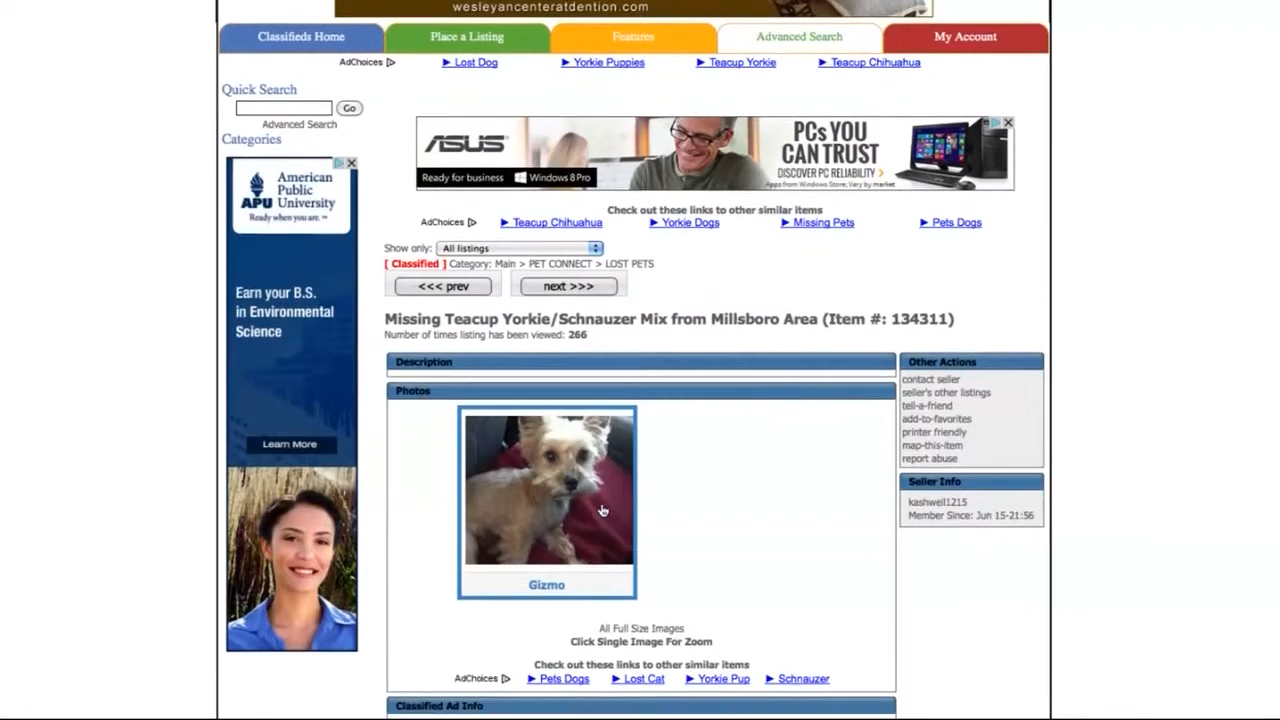 wesleyancenteratdention.com
Classifieds Home
Place a Listing
Features
Advanced Search
My Account
AdChoices
Lost Dog
Yorkie Puppies
Teacup Yorkie
Teacup Chihuahua
Quick Search
Go
Advanced Search
Categories
American
Public
APU University
Ready when you are.™
Earn your B.S.
in Environmental
Science
Learn More
ASUS
Ready for business
Windows 8 Pro
PCs YOU
CAN TRUST
DISCOVER PC RELIABILITY >
Apps from Windows Store; Vary by market
Check out these links to other similar items
AdChoices
Teacup Chihuahua
Yorkie Dogs
Missing Pets
Pets Dogs
Show only: All listings
[ Classified ] Category: Main > PET CONNECT > LOST PETS
<<< prev
next >>>
Missing Teacup Yorkie/Schnauzer Mix from Millsboro Area (Item #: 134311)
Number of times listing has been viewed: 266
Description
Photos
Gizmo
All Full Size Images
Click Single Image For Zoom
Check out these links to other similar items
AdChoices
Pets Dogs
Lost Cat
Yorkie Pup
Schnauzer
Classified Ad Info
Other Actions
contact seller
seller's other listings
tell-a-friend
add-to-favorites
printer friendly
map-this-item
report abuse
Seller Info
kashwell1215
Member Since: Jun 15-21:56